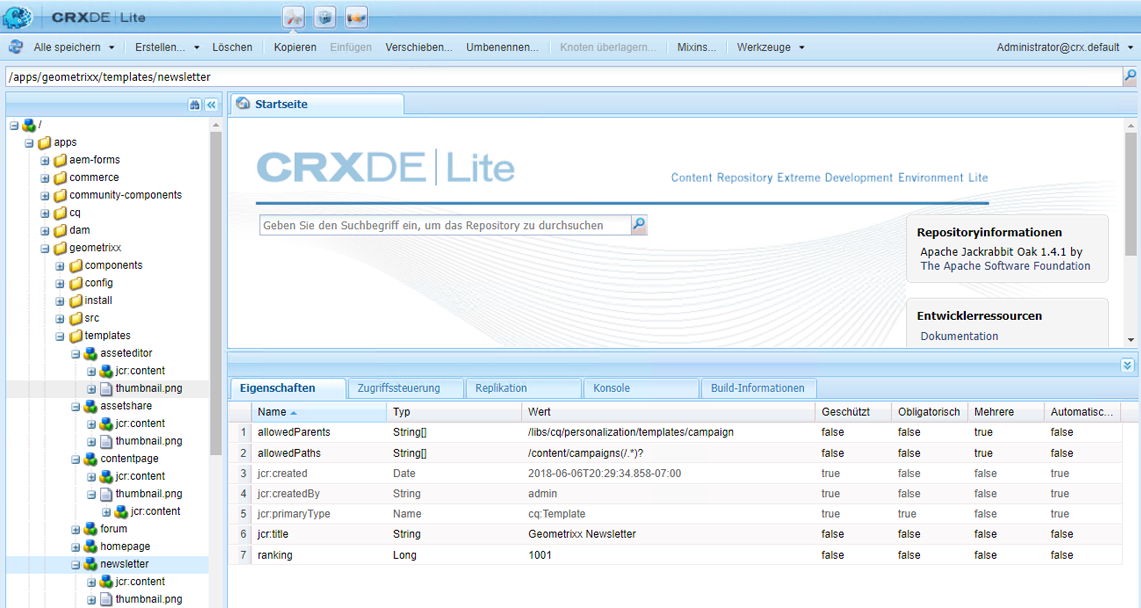 CRXDE | Lite
Alle speichern Erstellen... Löschen Kopieren Einfügen Verschieben... Umbenennen... Knoten überlagern... Mixins... Werkzeuge Administrator@crx.default
/apps/geometrixx/templates/newsletter
/
apps
aem-forms
commerce
community-components
cq
dam
geometrixx
components
config
install
src
templates
asseteditor
jcr:content
thumbnail.png
assetshare
jcr:content
thumbnail.png
contentpage
jcr:content
thumbnail.png
jcr:content
forum
homepage
newsletter
jcr:content
thumbnail.png
Startseite
CRXDE | Lite
Content Repository Extreme Development Environment Lite
Geben Sie den Suchbegriff ein, um das Repository zu durchsuchen
Repositoryinformationen
Apache Jackrabbit Oak 1.4.1 by
The Apache Software Foundation
Entwicklerressourcen
Dokumentation
Eigenschaften Zugriffssteuerung Replikation Konsole Build-Informationen
Name Typ Wert Geschützt Obligatorisch Mehrere Automatisc...
1 allowedParents String[] /libs/cq/personalization/templates/campaign false false true false
2 allowedPaths String[] /content/campaigns(/.*)? false false true false
3 jcr:created Date 2018-06-06T20:29:34.858-07:00 true false false true
4 jcr:createdBy String admin true false false true
5 jcr:primaryType Name cq:Template true true false true
6 jcr:title String Geometrixx Newsletter false false false false
7 ranking Long 1001 false false false false